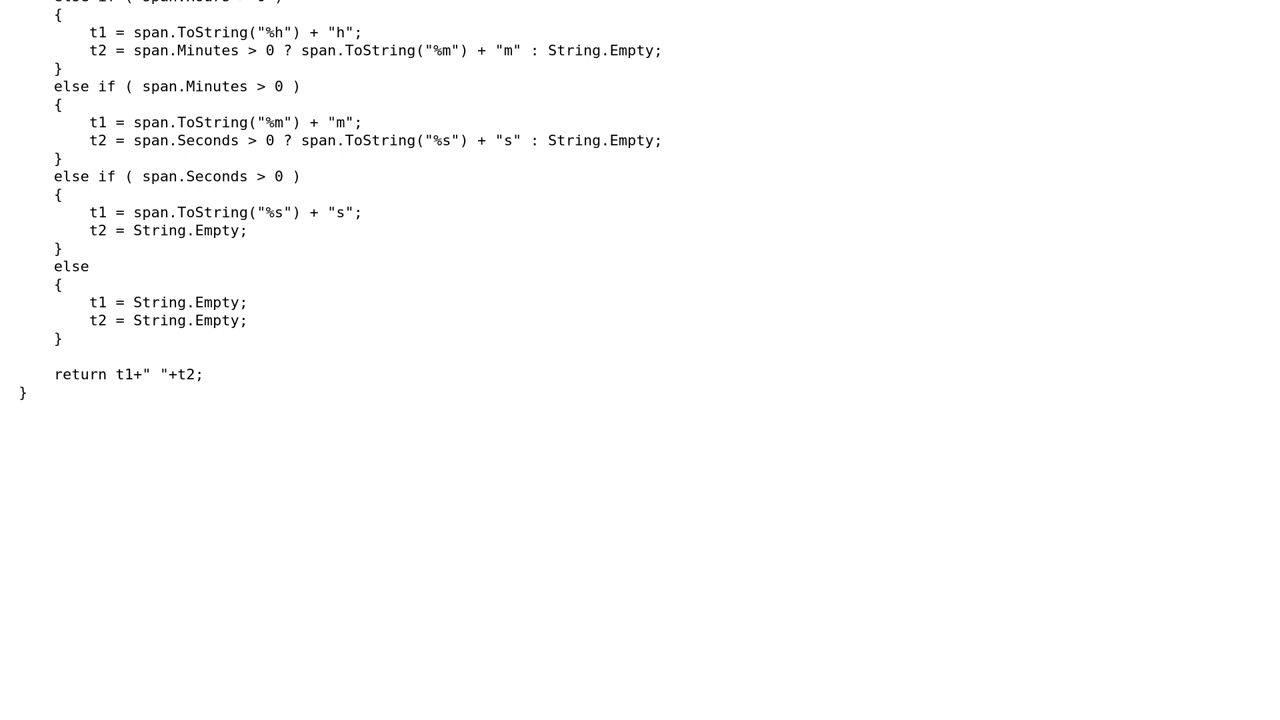 {
t1 = span.ToString("%h") + "h";
t2 = span.Minutes > 0 ? span.ToString("%m") + "m" : String.Empty;
}
else if ( span.Minutes > 0 )
{
t1 = span.ToString("%m") + "m";
t2 = span.Seconds > 0 ? span.ToString("%s") + "s" : String.Empty;
}
else if ( span.Seconds > 0 )
{
t1 = span.ToString("%s") + "s";
t2 = String.Empty;
}
else
{
t1 = String.Empty;
t2 = String.Empty;
}
return t1+" "+t2;
}